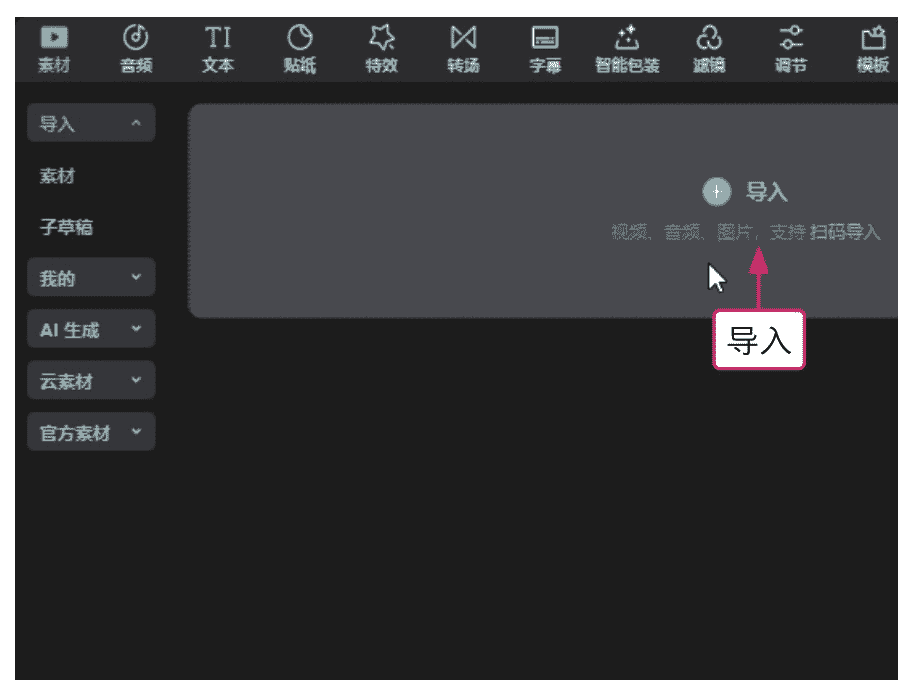 素材 音频 TI 文本 贴纸 特效 转场 字幕 智能包装 滤镜 调节 模板
导入
素材
子草稿
我的
AI 生成
云素材
官方素材
导入
视频、音频、图片，支持 扫码导入
导入